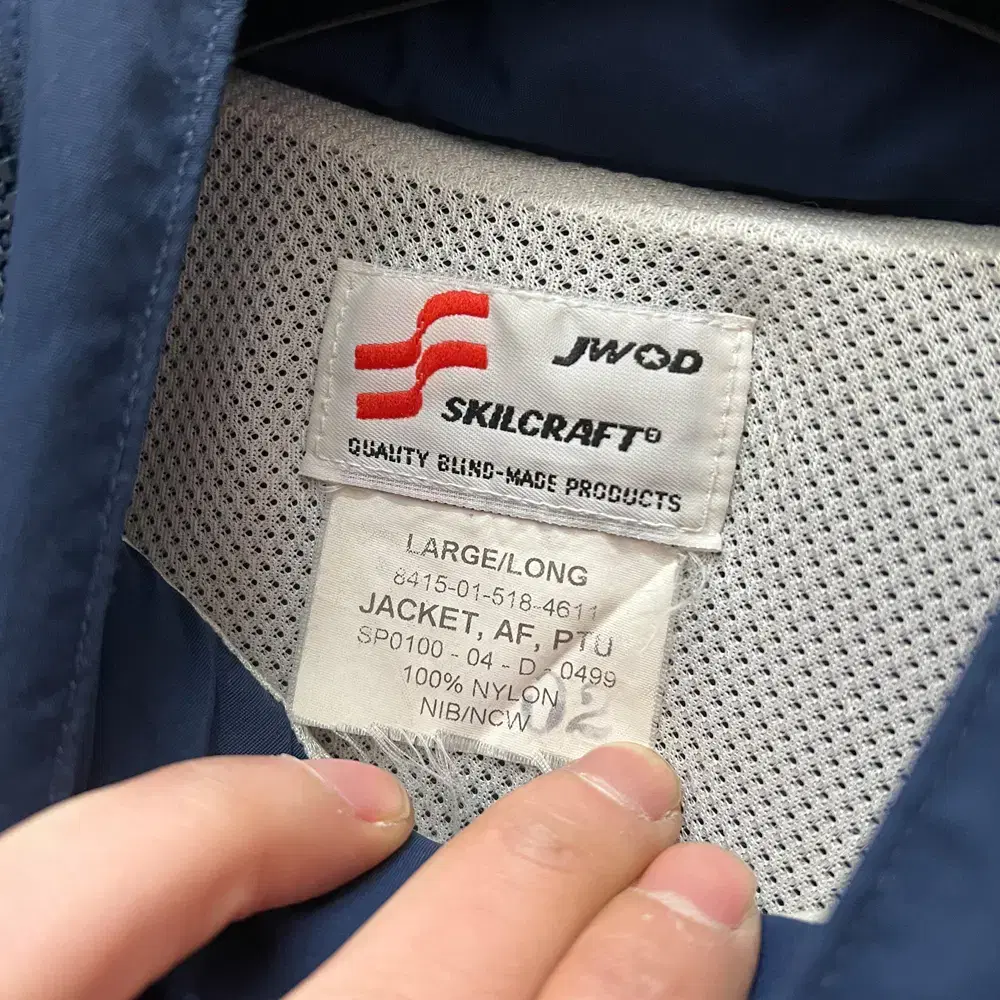 JWOD
SKILCRAFT®
QUALITY BLIND-MADE PRODUCTS
LARGE/LONG
8415-01-518-4611
JACKET, AF, PTU
SP0100 - 04 - D - 0499
100% NYLON
NIB/NCW
02